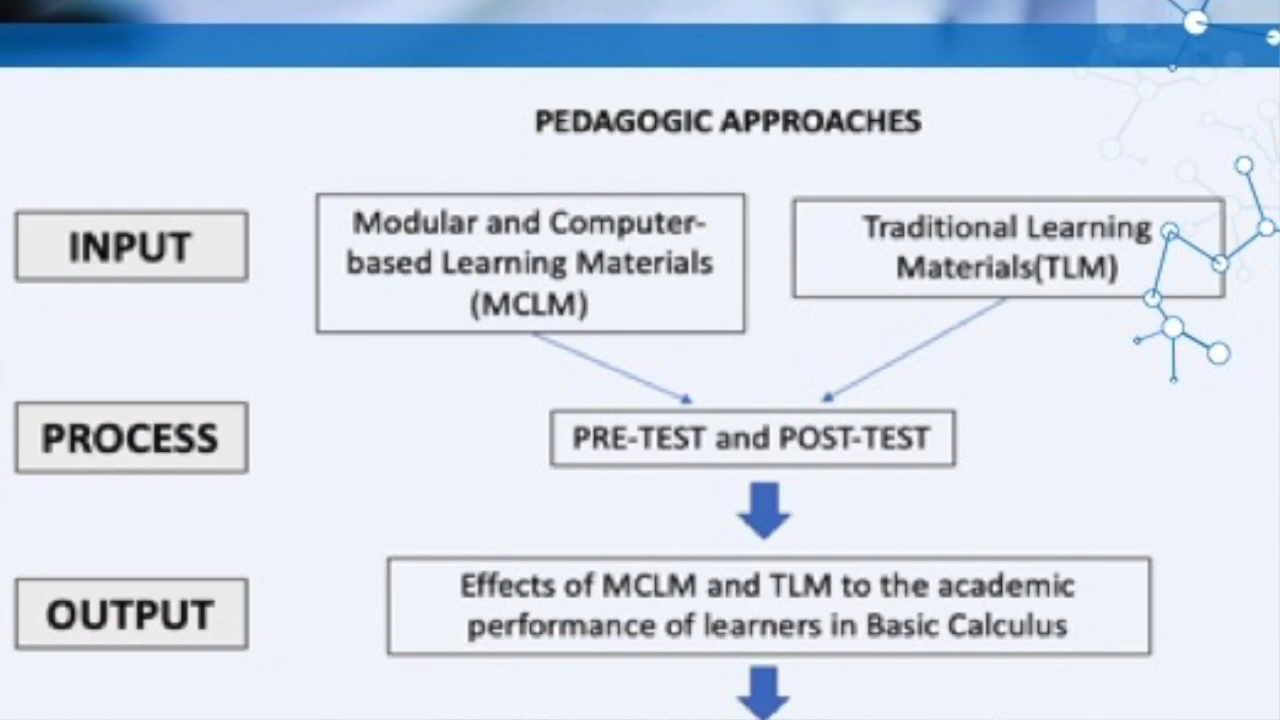 PEDAGOGIC APPROACHES
INPUT
Modular and Computer-
based Learning Materials
(MCLM)
Traditional Learning
Materials(TLM)
PROCESS
PRE-TEST and POST-TEST
OUTPUT
Effects of MCLM and TLM to the academic
performance of learners in Basic Calculus